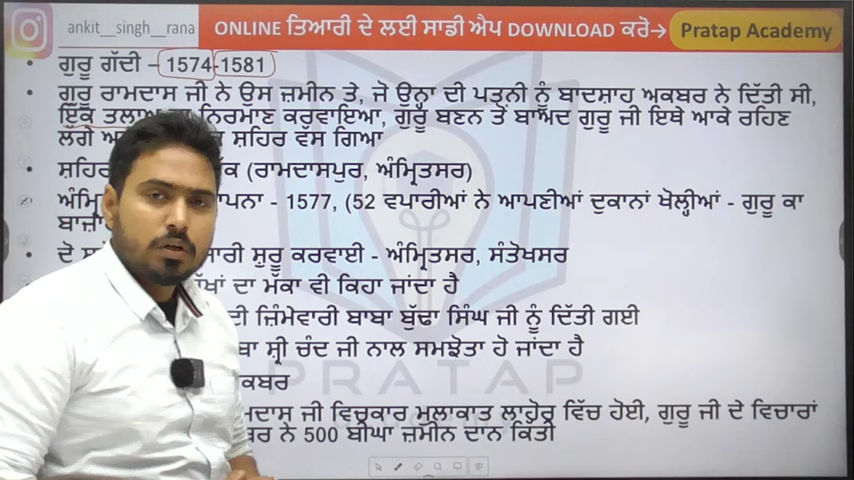 ankit__singh__rana
ONLINE ਤਿਆਰੀ ਦੇ ਲਈ ਸਾਡੀ ਐਪ DOWNLOAD ਕਰੋ→
Pratap Academy
• ਗੁਰੂ ਗੱਦੀ – 1574-1581
• ਗੁਰੂ ਰਾਮਦਾਸ ਜੀ ਨੇ ਉਸ ਜ਼ਮੀਨ ਤੇ, ਜੋ ਉਨ੍ਹਾ ਦੀ ਪਤਨੀ ਨੂੰ ਬਾਦਸ਼ਾਹ ਅਕਬਰ ਨੇ ਦਿੱਤੀ ਸੀ,
ਇੱਕ ਤਲਾਅ ਨਿਰਮਾਣ ਕਰਵਾਇਆ, ਗੁਰੂ ਬਣਨ ਤੋਂ ਬਾਅਦ ਗੁਰੂ ਜੀ ਇਥੇ ਆਕੇ ਰਹਿਣ
ਲੱਗੇ ਸ਼ਹਿਰ ਵੱਸ ਗਿਆ
• ਸ਼ਹਿਰ (ਰਾਮਦਾਸਪੁਰ, ਅੰਮ੍ਰਿਤਸਰ)
• - 1577, (52 ਵਪਾਰੀਆਂ ਨੇ ਆਪਣੀਆਂ ਦੁਕਾਨਾਂ ਖੋਲ੍ਹੀਆਂ - ਗੁਰੂ ਕਾ
• ਦੋ ਸ਼ੁਰੂ ਕਰਵਾਈ - ਅੰਮ੍ਰਿਤਸਰ, ਸੰਤੋਖਸਰ
ਦਾ ਮੱਕਾ ਵੀ ਕਿਹਾ ਜਾਂਦਾ ਹੈ
ਦੀ ਜ਼ਿੰਮੇਵਾਰੀ ਬਾਬਾ ਬੁੱਢਾ ਸਿੰਘ ਜੀ ਨੂੰ ਦਿੱਤੀ ਗਈ
ਸ਼੍ਰੀ ਚੰਦ ਜੀ ਨਾਲ ਸਮਝੋਤਾ ਹੋ ਜਾਂਦਾ ਹੈ
ਕਬਰ
ਮਦਾਸ ਜੀ ਵਿਚਕਾਰ ਮੁਲਾਕਾਤ ਲਾਹੋਰ ਵਿੱਚ ਹੋਈ, ਗੁਰੂ ਜੀ ਦੇ ਵਿਚਾਰਾਂ
ਬਰ ਨੇ 500 ਬੀਘਾ ਜ਼ਮੀਨ ਦਾਨ ਕਿਤੀ
PRATAP